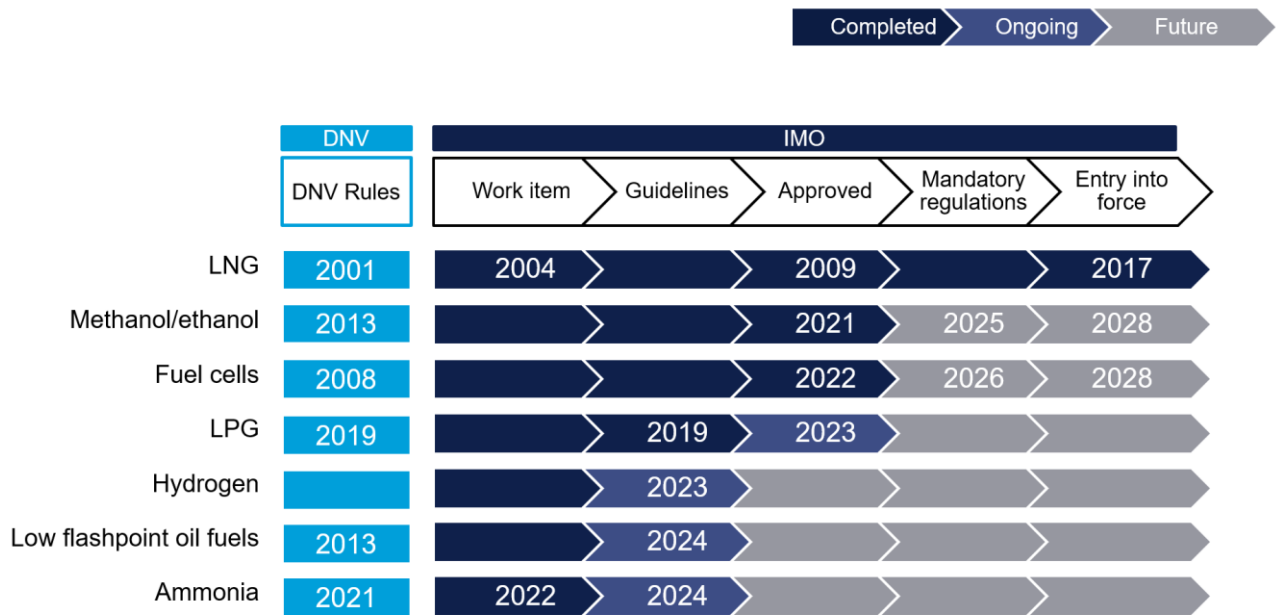 Completed Ongoing Future
DNV IMO
DNV Rules Work item Guidelines Approved Mandatory regulations Entry into force
LNG 2001 2004 2009 2017
Methanol/ethanol 2013 2021 2025 2028
Fuel cells 2008 2022 2026 2028
LPG 2019 2019 2023
Hydrogen 2023
Low flashpoint oil fuels 2013 2024
Ammonia 2021 2022 2024